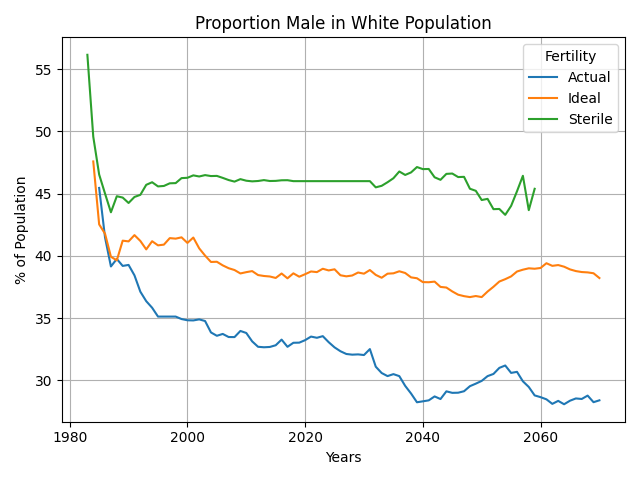 Proportion Male in White Population
% of Population
55
50
45
40
35
30
Fertility
Actual
Ideal
Sterile
1980
2000
2020
2040
2060
Years